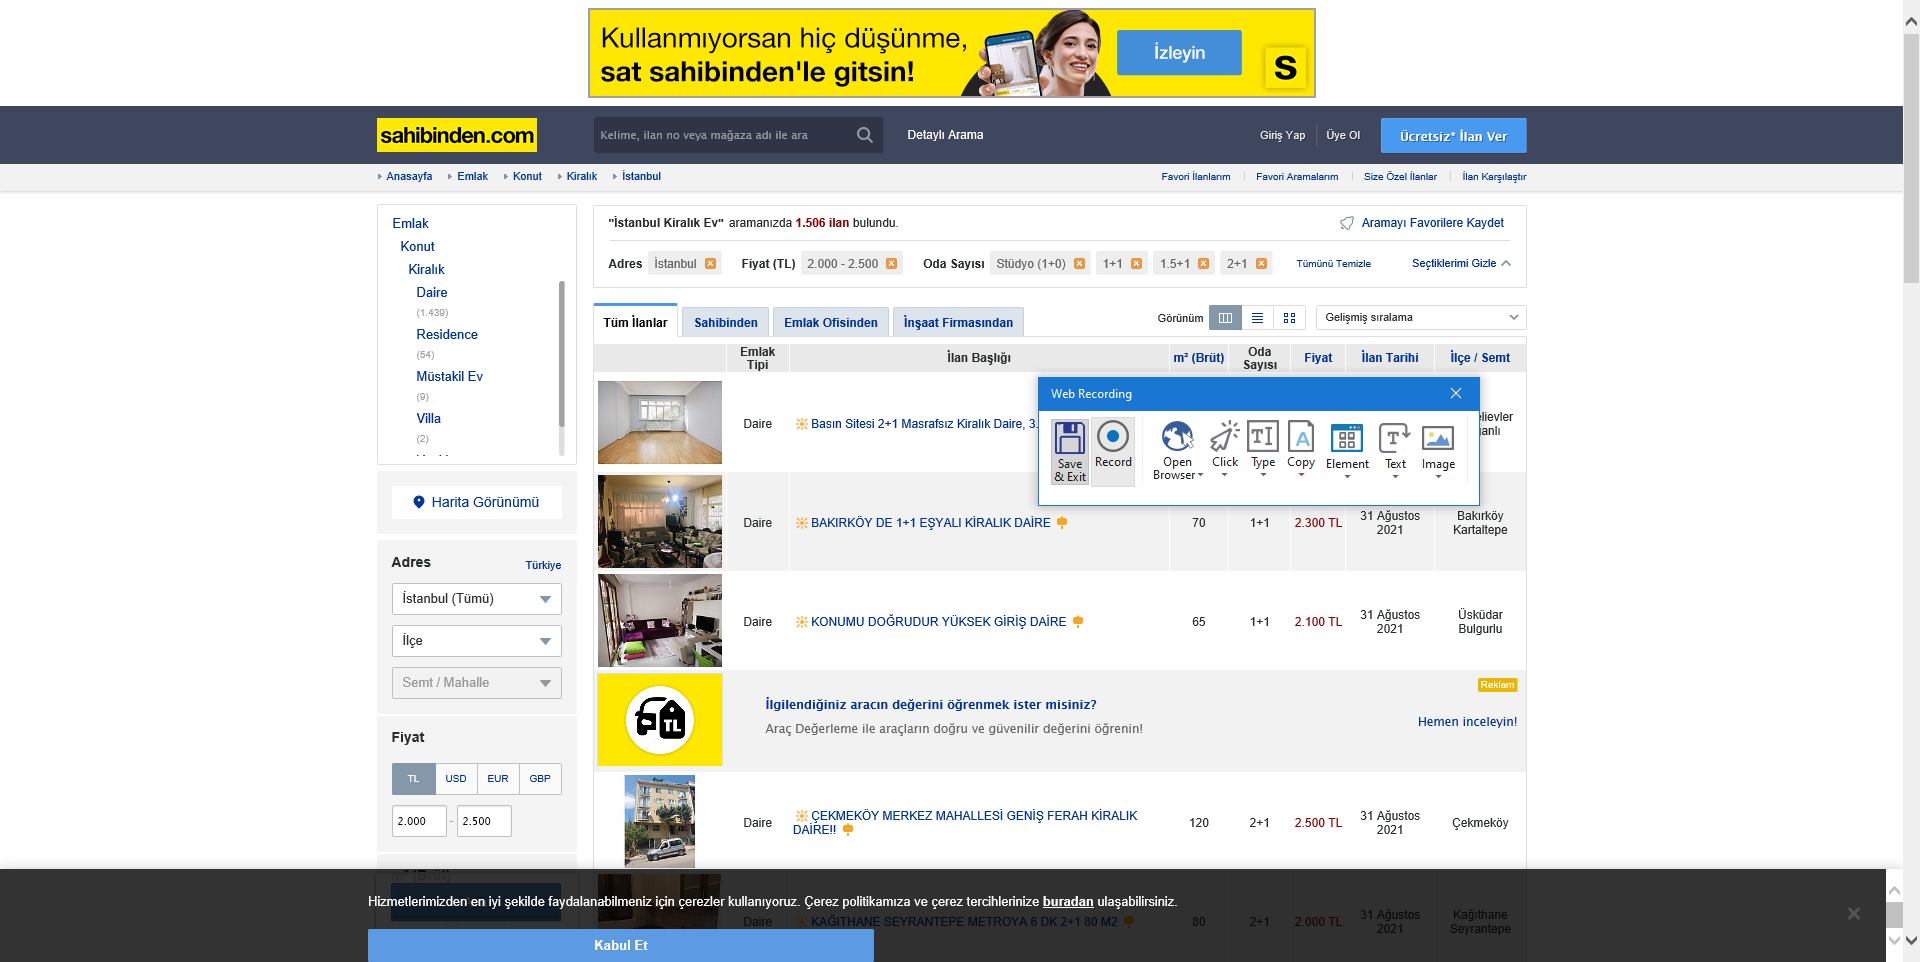 Kullanmıyorsan hiç düşünme,
sat sahibinden'le gitsin!
İzleyin
S
sahibinden.com
Kelime, ilan no veya mağaza adı ile ara
Detaylı Arama
Giriş Yap
Üye Ol
Ücretsiz* İlan Ver
Anasayfa
Emlak
Konut
Kiralık
İstanbul
Favori İlanlarım
Favori Aramalarım
Size Özel İlanlar
İlan Karşılaştır
Emlak
Konut
Kiralık
Daire
(1.439)
Residence
(54)
Müstakil Ev
(9)
Villa
(2)
Harita Görünümü
Adres
Türkiye
İstanbul (Tümü)
İlçe
Semt / Mahalle
Fiyat
TL USD EUR GBP
2.000 - 2.500
m² (Brüt)
"İstanbul Kiralık Ev" aramanızda 1.506 ilan bulundu.
Aramayı Favorilere Kaydet
Adres İstanbul Fiyat (TL) 2.000 - 2.500 Oda Sayısı Stüdyo (1+0) 1+1 1.5+1 2+1 Tümünü Temizle Seçtiklerimi Gizle
Tüm İlanlar
Sahibinden
Emlak Ofisinden
İnşaat Firmasından
Görünüm
Gelişmiş sıralama
Emlak Tipi
İlan Başlığı
m² (Brüt)
Oda Sayısı
Fiyat
İlan Tarihi
İlçe / Semt
Daire
Basın Sitesi 2+1 Masrafsız Kiralık Daire, 3.
elievler
ganlı
Web Recording
Save & Exit
Record
Open Browser
Click
Type
Copy
Element
Text
Image
Daire
BAKIRKÖY DE 1+1 EŞYALI KİRALIK DAİRE
70
1+1
2.300 TL
31 Ağustos 2021
Bakırköy
Kartaltepe
Daire
KONUMU DOĞRUDUR YÜKSEK GİRİŞ DAİRE
65
1+1
2.100 TL
31 Ağustos 2021
Üsküdar
Bulgurlu
TL
İlgilendiğiniz aracın değerini öğrenmek ister misiniz?
Araç Değerleme ile araçların doğru ve güvenilir değerini öğrenin!
Reklam
Hemen inceleyin!
Daire
ÇEKMEKÖY MERKEZ MAHALLESİ GENİŞ FERAH KİRALIK
DAİRE!!
120
2+1
2.500 TL
31 Ağustos 2021
Çekmeköy
Daire
KAĞITHANE SEYRANTEPE METROYA 6 DK 2+1 80 M2
80
2+1
2.000 TL
31 Ağustos 2021
Kağıthane
Seyrantepe
Hizmetlerimizden en iyi şekilde faydalanabilmeniz için çerezler kullanıyoruz. Çerez politikamıza ve çerez tercihlerinize buradan ulaşabilirsiniz.
Kabul Et